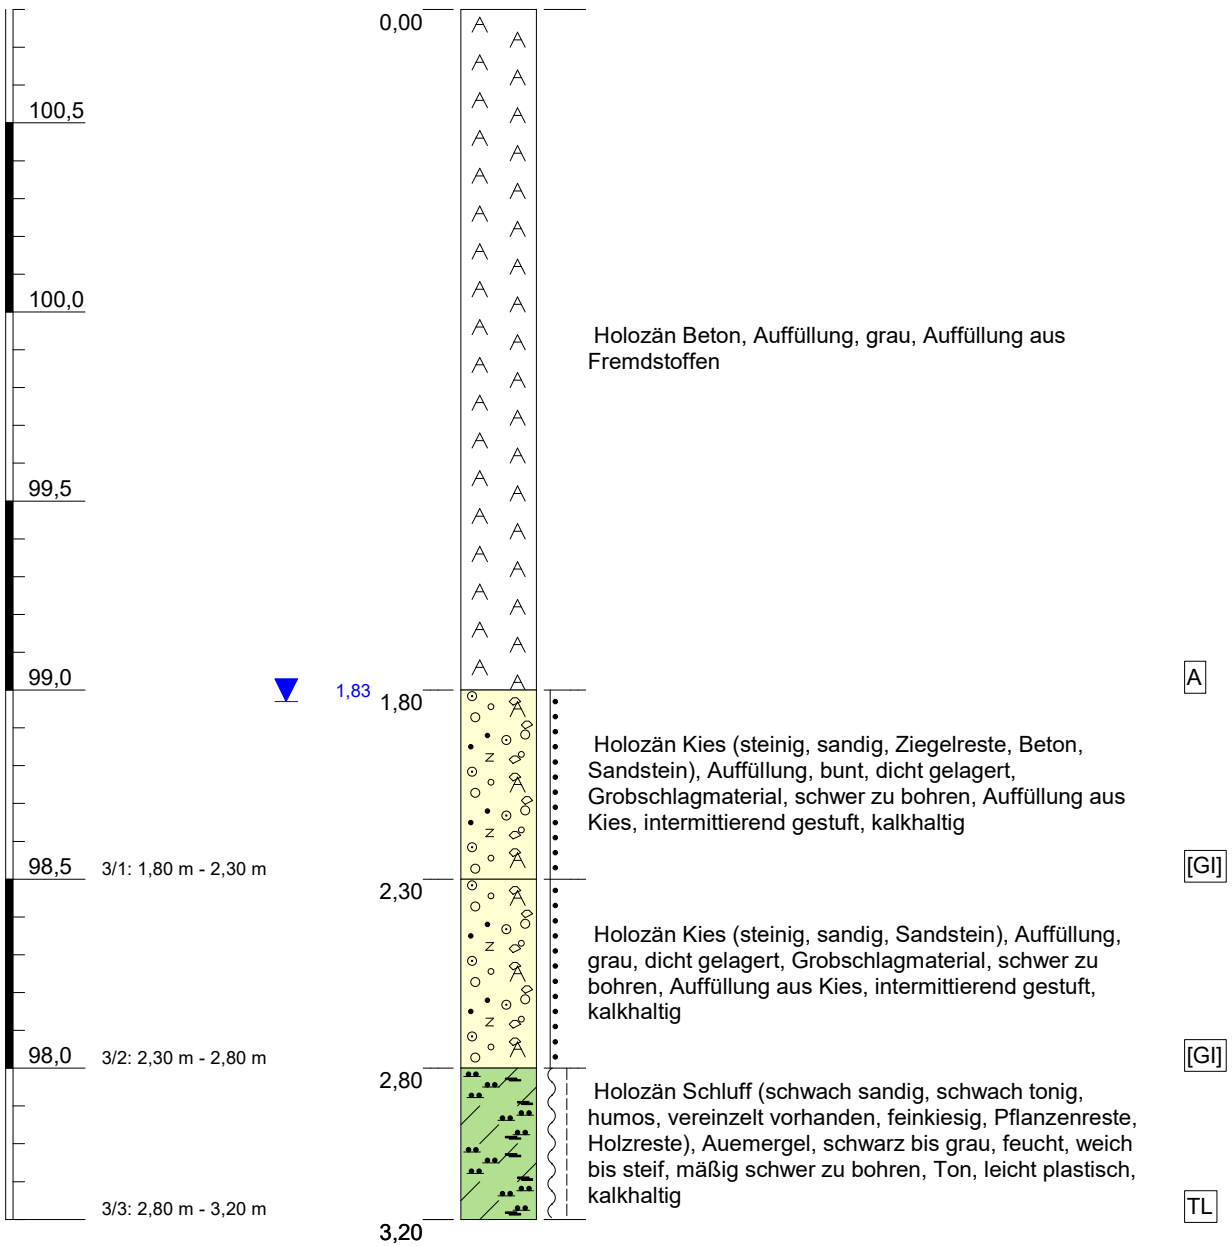 0,00
100,5
100,0
Holozän Beton, Auffüllung, grau, Auffüllung aus
Fremdstoffen
99,5
99,0
1,83
1,80
A
Holozän Kies (steinig, sandig, Ziegelreste, Beton,
Sandstein), Auffüllung, bunt, dicht gelagert,
Grobschlagmaterial, schwer zu bohren, Auffüllung aus
Kies, intermittierend gestuft, kalkhaltig
98,5
3/1: 1,80 m - 2,30 m
2,30
[GI]
Holozän Kies (steinig, sandig, Sandstein), Auffüllung,
grau, dicht gelagert, Grobschlagmaterial, schwer zu
bohren, Auffüllung aus Kies, intermittierend gestuft,
kalkhaltig
98,0
3/2: 2,30 m - 2,80 m
2,80
[GI]
Holozän Schluff (schwach sandig, schwach tonig,
humos, vereinzelt vorhanden, feinkiesig, Pflanzenreste,
Holzreste), Auemergel, schwarz bis grau, feucht, weich
bis steif, mäßig schwer zu bohren, Ton, leicht plastisch,
kalkhaltig
3/3: 2,80 m - 3,20 m
3,20
TL